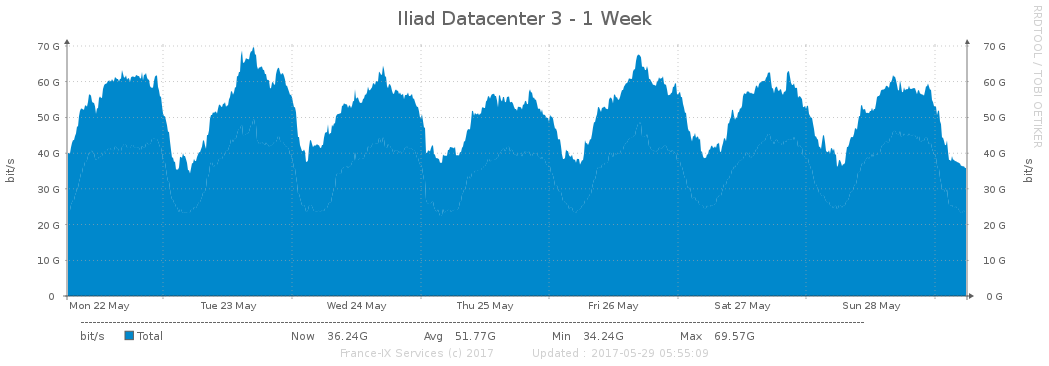 Iliad Datacenter 3 - 1 Week
RRDTOOL / TOBI OETIKER
bit/s
70 G
60 G
50 G
40 G
30 G
20 G
10 G
0
70 G
60 G
50 G
40 G
30 G
20 G
10 G
0 G
bit/s
Mon 22 May Tue 23 May Wed 24 May Thu 25 May Fri 26 May Sat 27 May Sun 28 May
bit/s Total Now 36.24G Avg 51.77G Min 34.24G Max 69.57G
France-IX Services (c) 2017 Updated : 2017-05-29 05:55:09